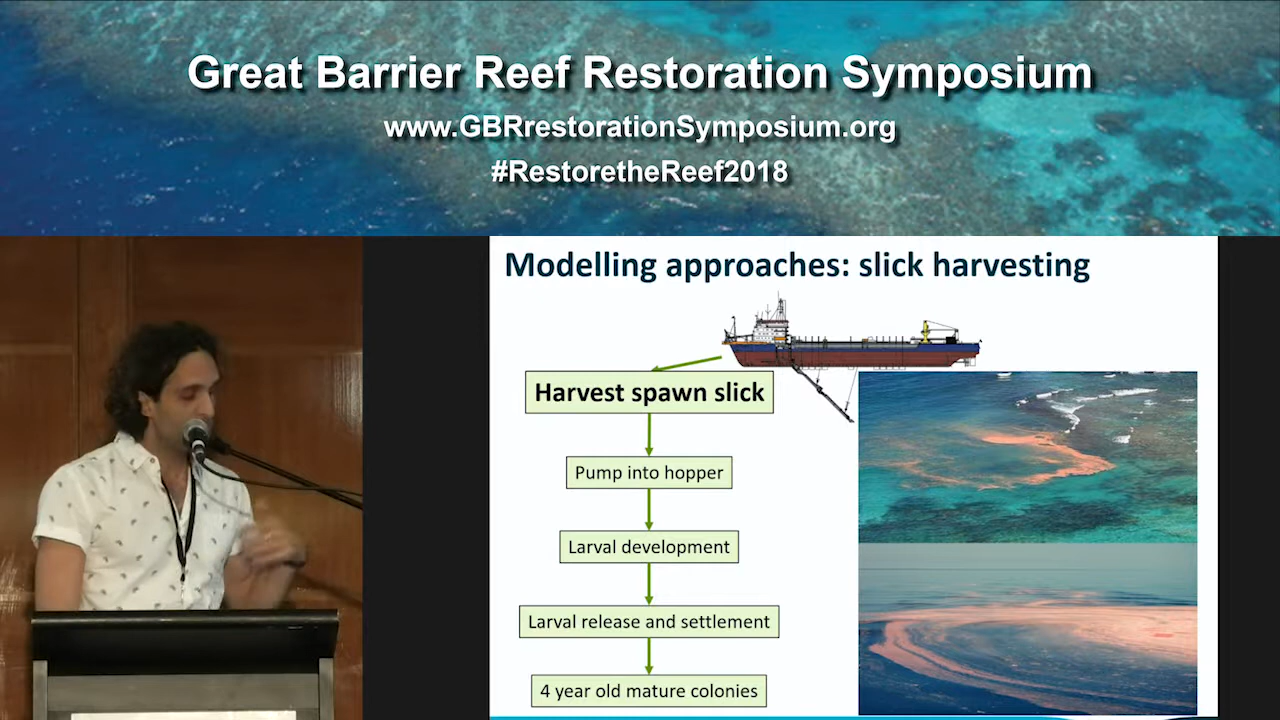 Great Barrier Reef Restoration Symposium
www.GBRrestorationSymposium.org
#RestoretheReef2018
Modelling approaches: slick harvesting
Harvest spawn slick
Pump into hopper
Larval development
Larval release and settlement
4 year old mature colonies